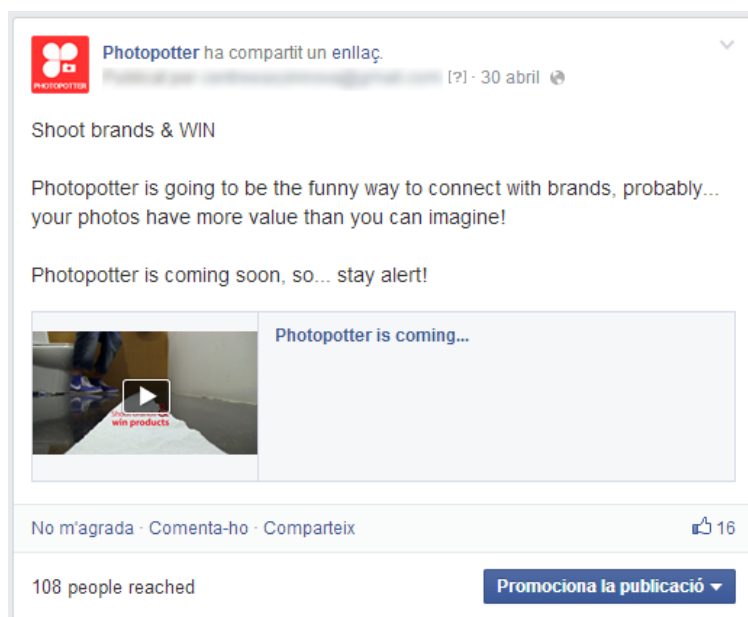 Photopotter ha compartit un enllaç.
PHOTOPOTTER
[?] · 30 abril
Shoot brands & WIN
Photopotter is going to be the funny way to connect with brands, probably...
your photos have more value than you can imagine!
Photopotter is coming soon, so... stay alert!
Photopotter is coming...
win products
No m'agrada · Comenta-ho · Comparteix
16
108 people reached
Promociona la publicació